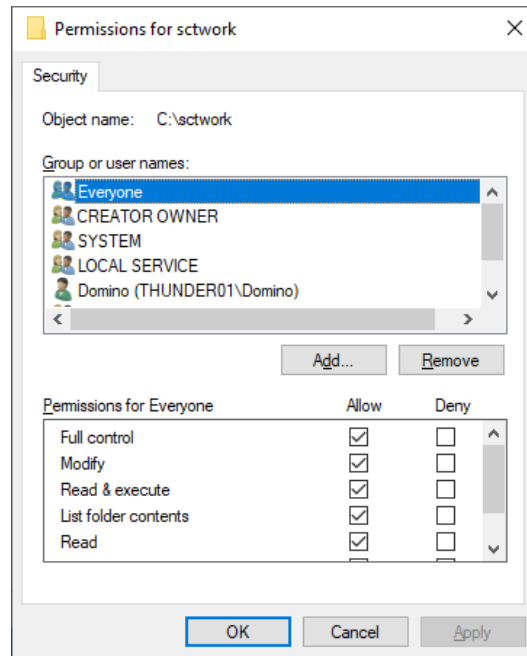 Permissions for sctwork
Security
Object name: C:\sctwork
Group or user names:
Everyone
CREATOR OWNER
SYSTEM
LOCAL SERVICE
Domino (THUNDER01\Domino)
Add... Remove
Permissions for Everyone Allow Deny
Full control
Modify
Read & execute
List folder contents
Read
OK Cancel Apply